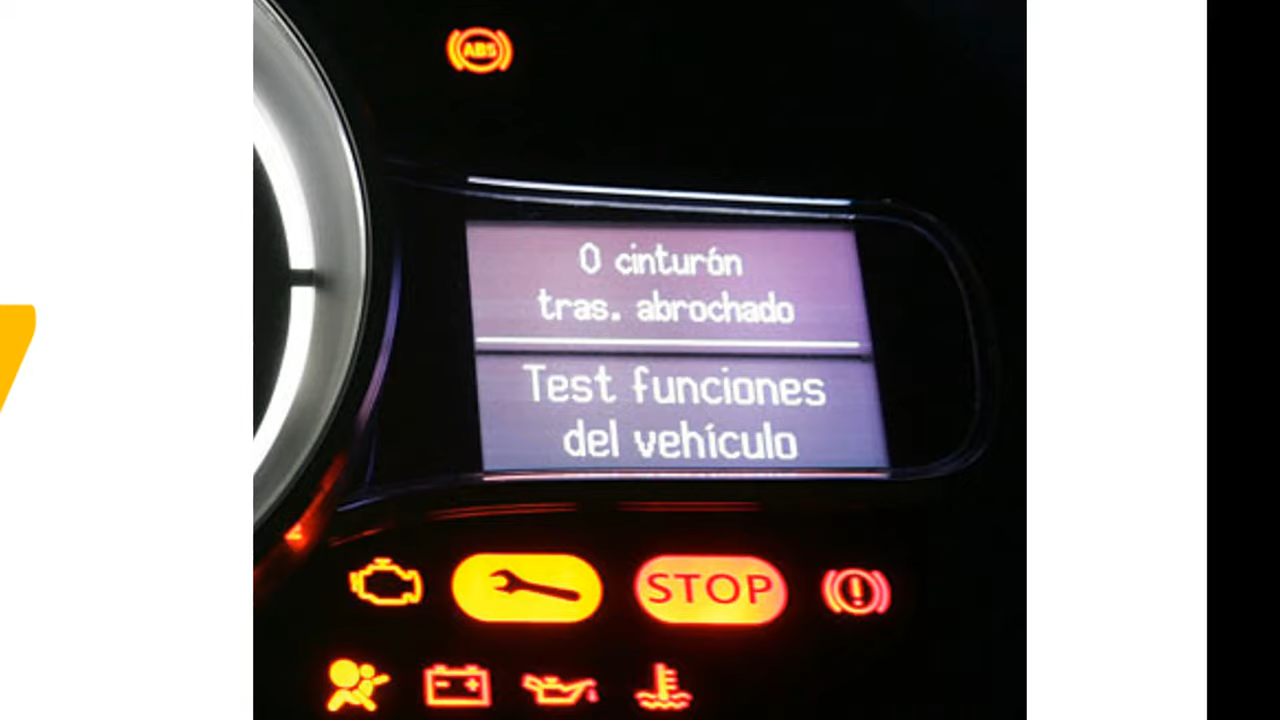 ABS
0 cinturón
tras. abrochado
Test funciones
del vehículo
STOP